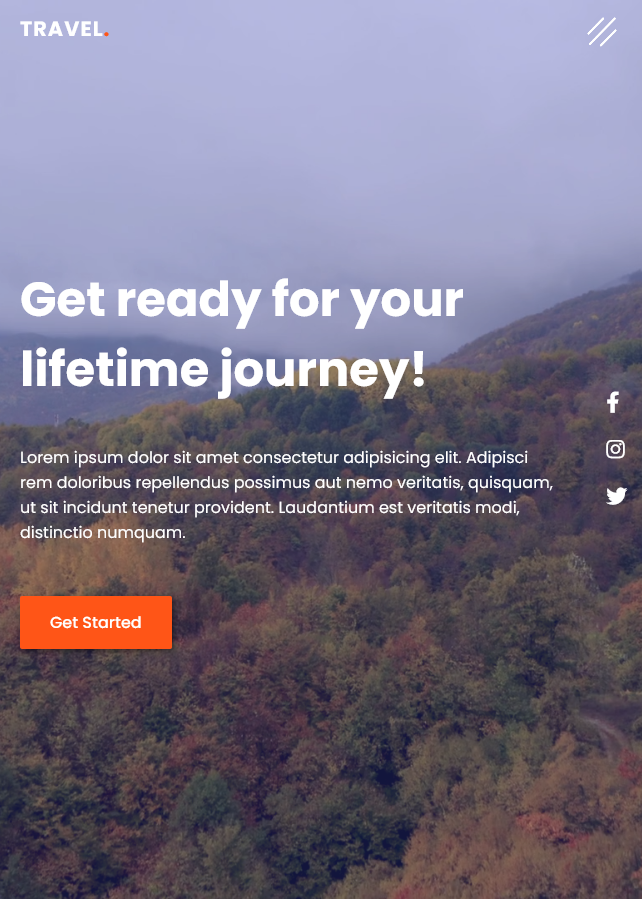 TRAVEL.
Get ready for your
lifetime journey!
Lorem ipsum dolor sit amet consectetur adipisicing elit. Adipisci
rem doloribus repellendus possimus aut nemo veritatis, quisquam,
ut sit incidunt tenetur provident. Laudantium est veritatis modi,
distinctio numquam.
Get Started